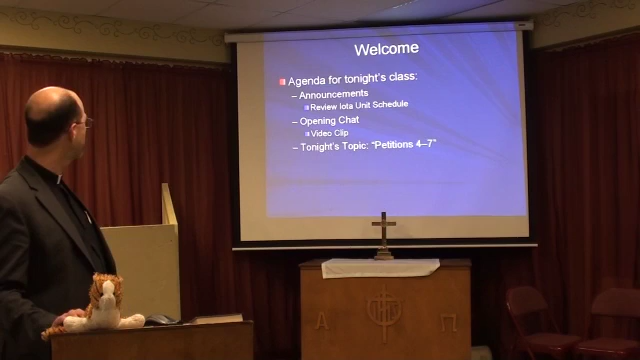 Welcome
Agenda for tonight's class:
– Announcements
Review Iota Unit Schedule
– Opening Chat
Video Clip
– Tonight's Topic: "Petitions 4–7"
Α
IHS
Π